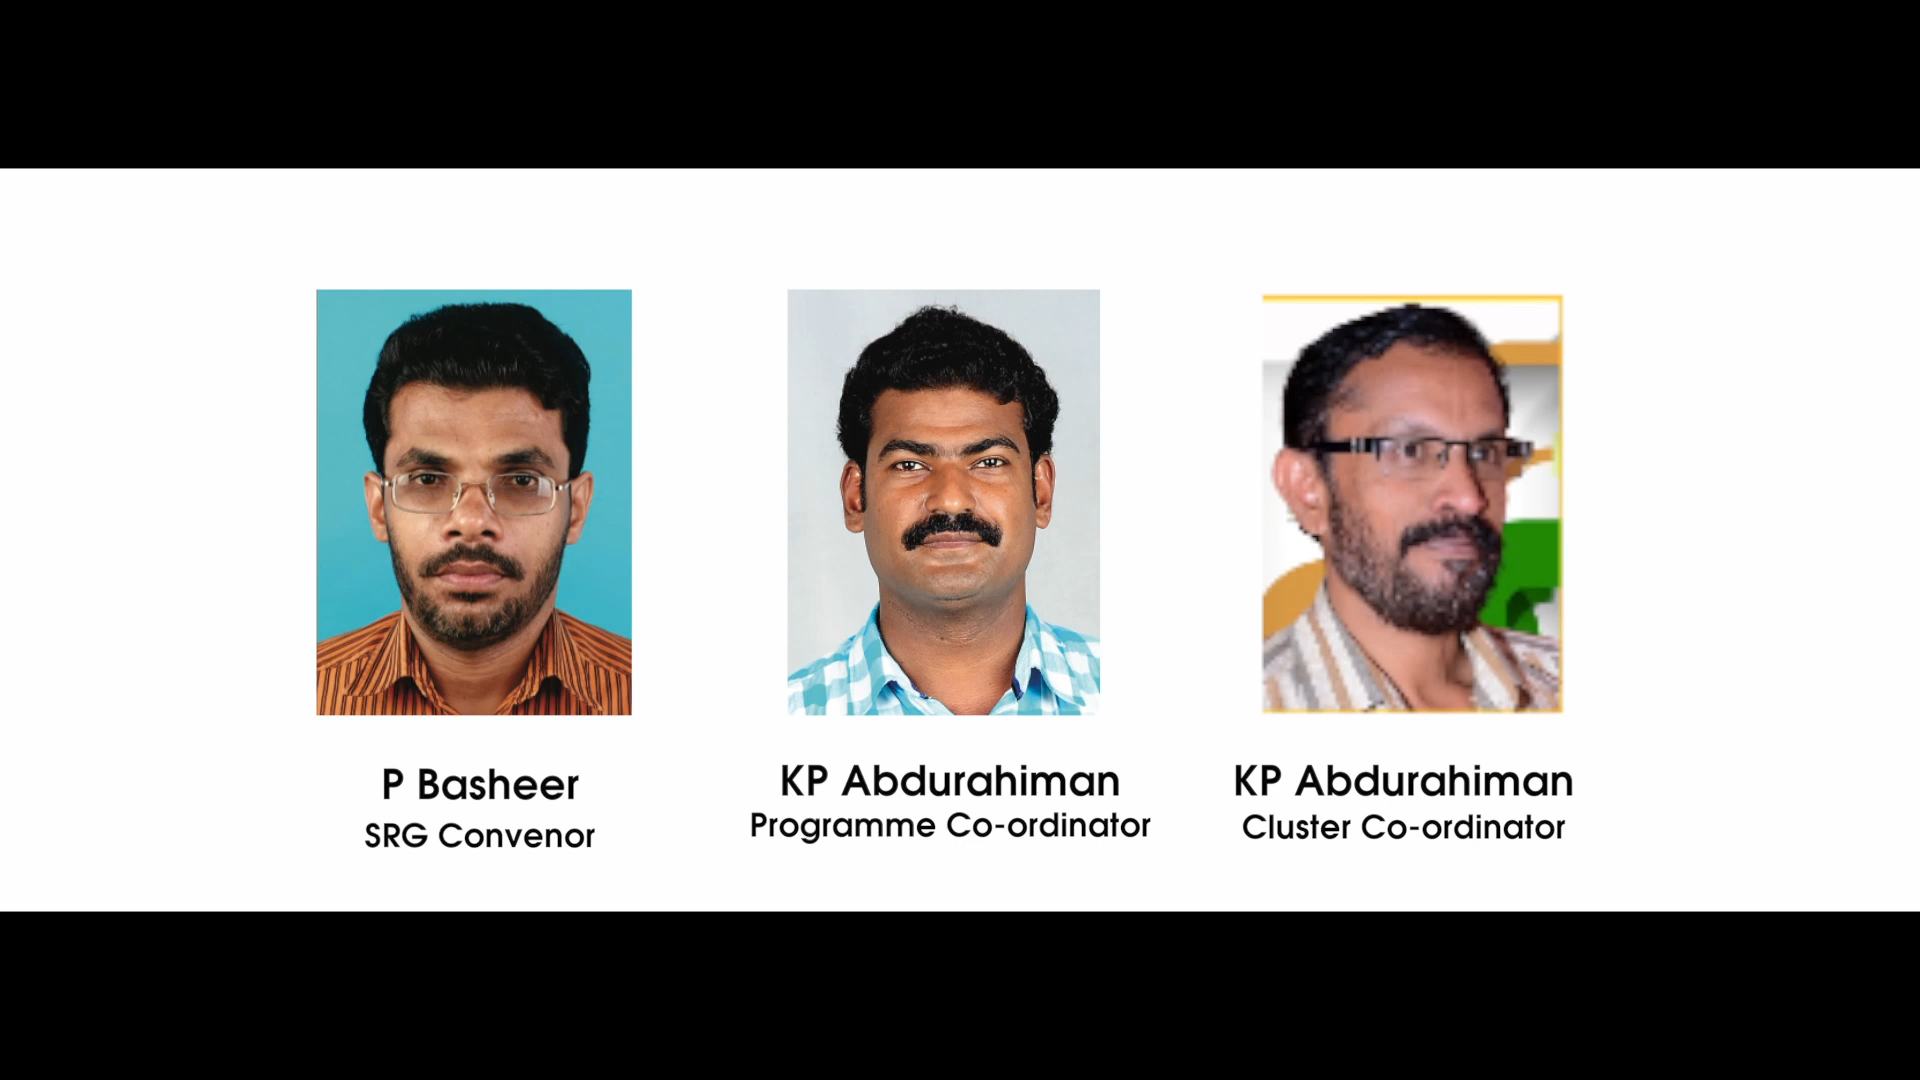 P Basheer
SRG Convenor
KP Abdurahiman
Programme Co-ordinator
KP Abdurahiman
Cluster Co-ordinator